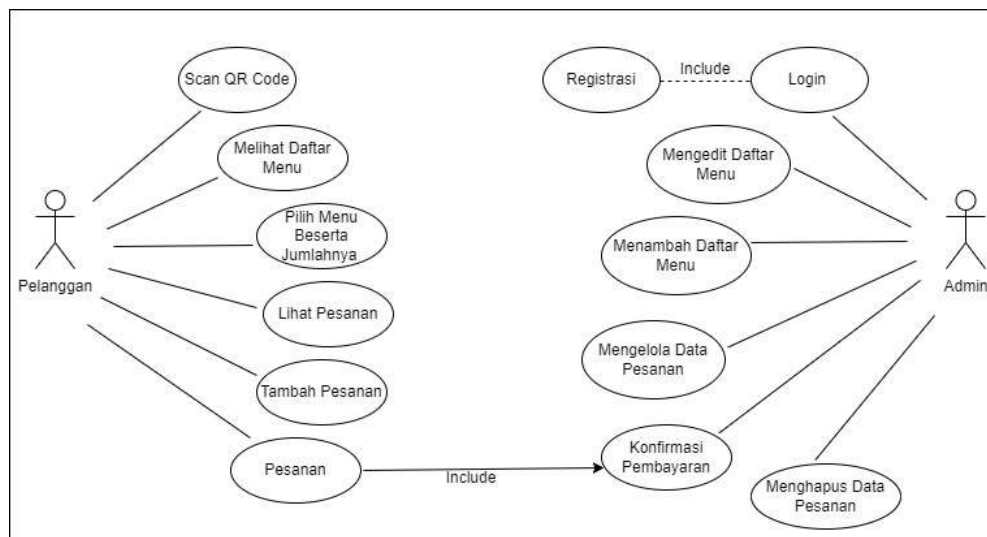 Scan QR Code
Melihat Daftar
Menu
Pilih Menu
Beserta
Jumlahnya
Pelanggan
Lihat Pesanan
Tambah Pesanan
Pesanan
Include
Registrasi
Include
Login
Mengedit Daftar
Menu
Menambah Daftar
Menu
Admin
Mengelola Data
Pesanan
Konfirmasi
Pembayaran
Menghapus Data
Pesanan